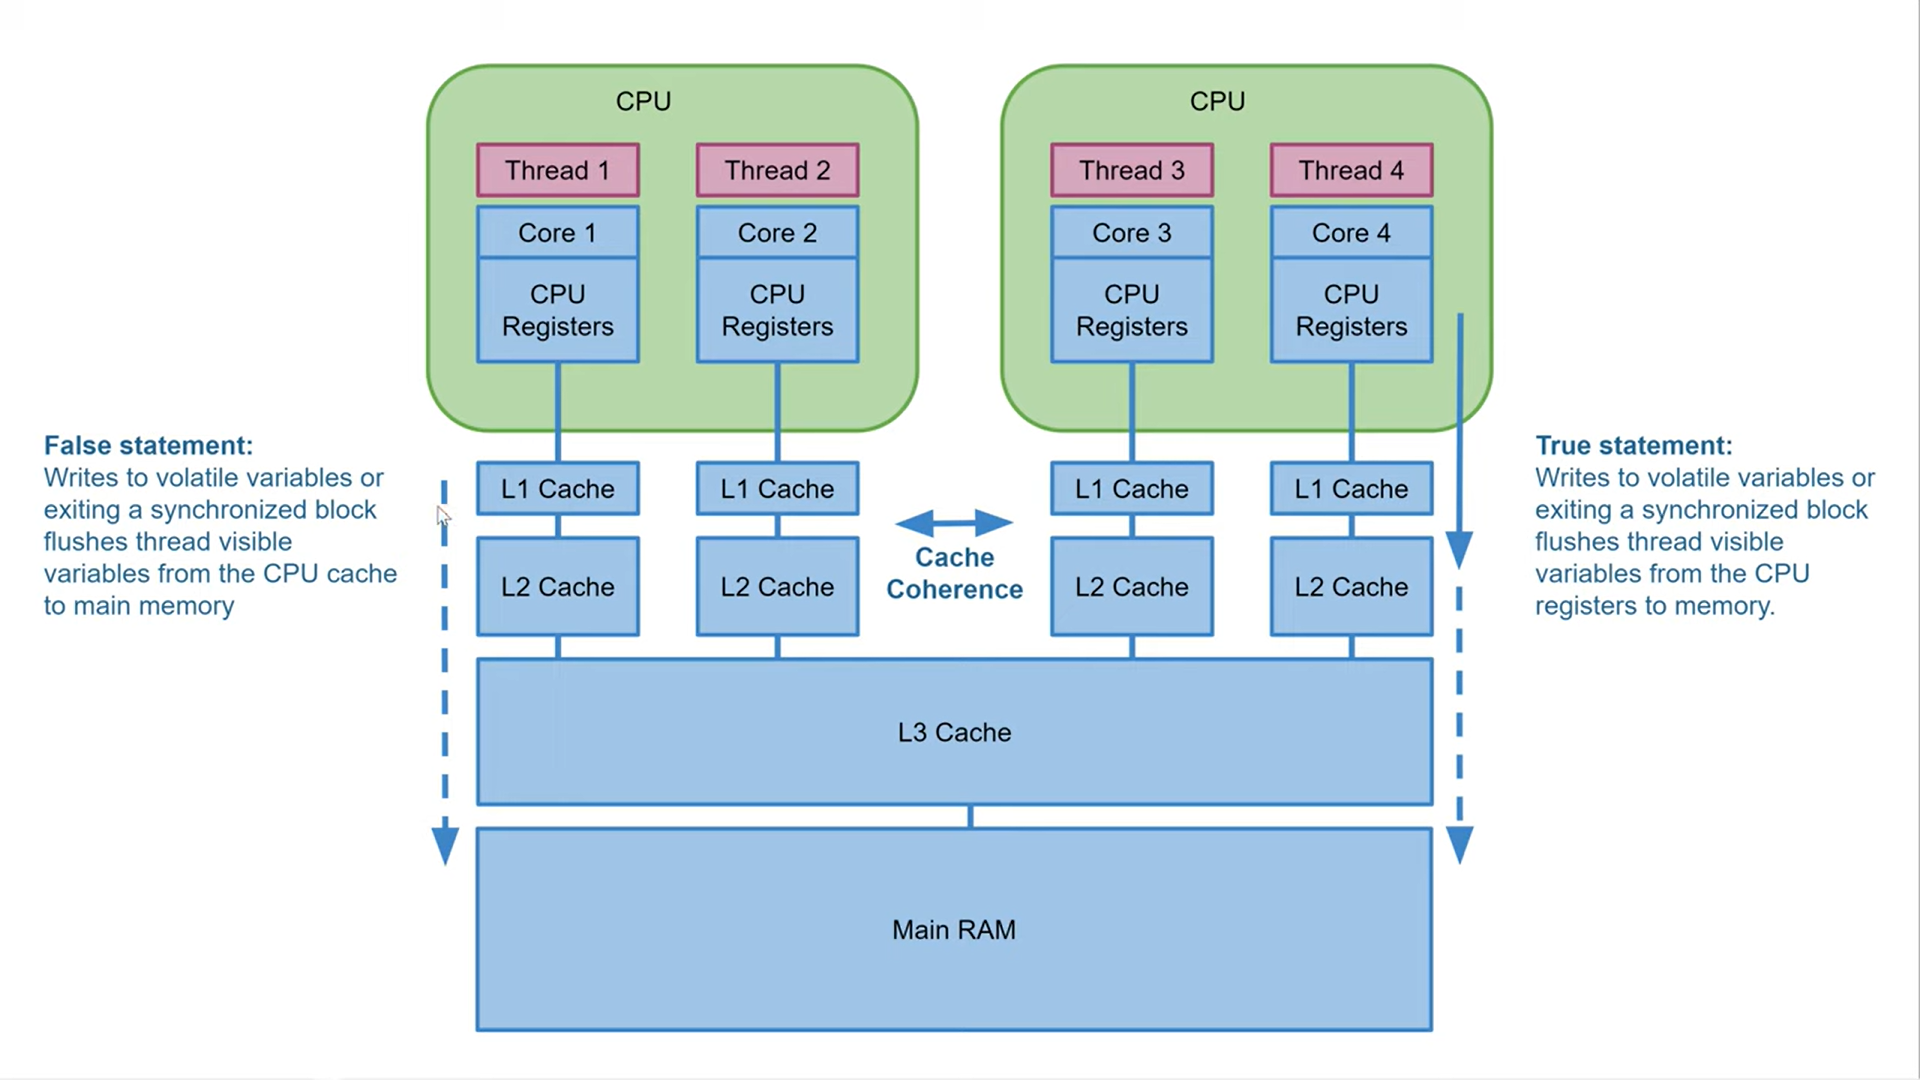 CPU
CPU
Thread 1
Thread 2
Thread 3
Thread 4
Core 1
Core 2
Core 3
Core 4
CPU
Registers
CPU
Registers
CPU
Registers
CPU
Registers
False statement:
Writes to volatile variables or
exiting a synchronized block
flushes thread visible
variables from the CPU cache
to main memory
L1 Cache
L1 Cache
L1 Cache
L1 Cache
Cache
Coherence
L2 Cache
L2 Cache
L2 Cache
L2 Cache
True statement:
Writes to volatile variables or
exiting a synchronized block
flushes thread visible
variables from the CPU
registers to memory.
L3 Cache
Main RAM